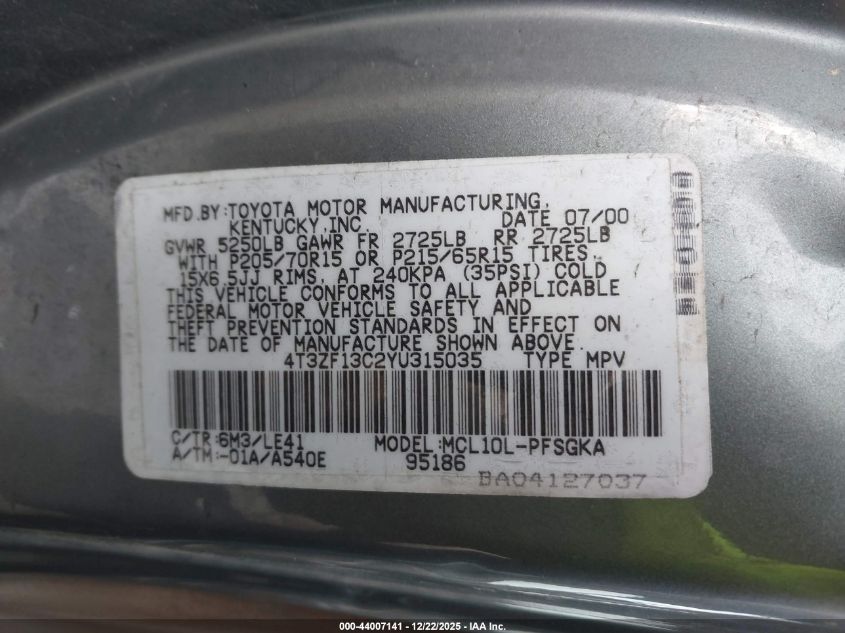 MFD.BY:TOYOTA MOTOR MANUFACTURING,
KENTUCKY,INC. DATE 07/00
GVWR 5250LB GAWR FR 2725LB RR 2725LB
WITH P205/70R15 OR P215/65R15 TIRES,
15X6.5JJ RIMS, AT 240KPA (35PSI) COLD
THIS VEHICLE CONFORMS TO ALL APPLICABLE
FEDERAL MOTOR VEHICLE SAFETY AND
THEFT PREVENTION STANDARDS IN EFFECT ON
THE DATE OF MANUFACTURE SHOWN ABOVE.
4T3ZF13C2YU315035 TYPE MPV
C/TR:6M3/LE41 MODEL:MCL10L-PFSGKA
A/TM:-01A/A540E 95186
BA04127037
000-44007141 - 12/22/2025 - IAA Inc.